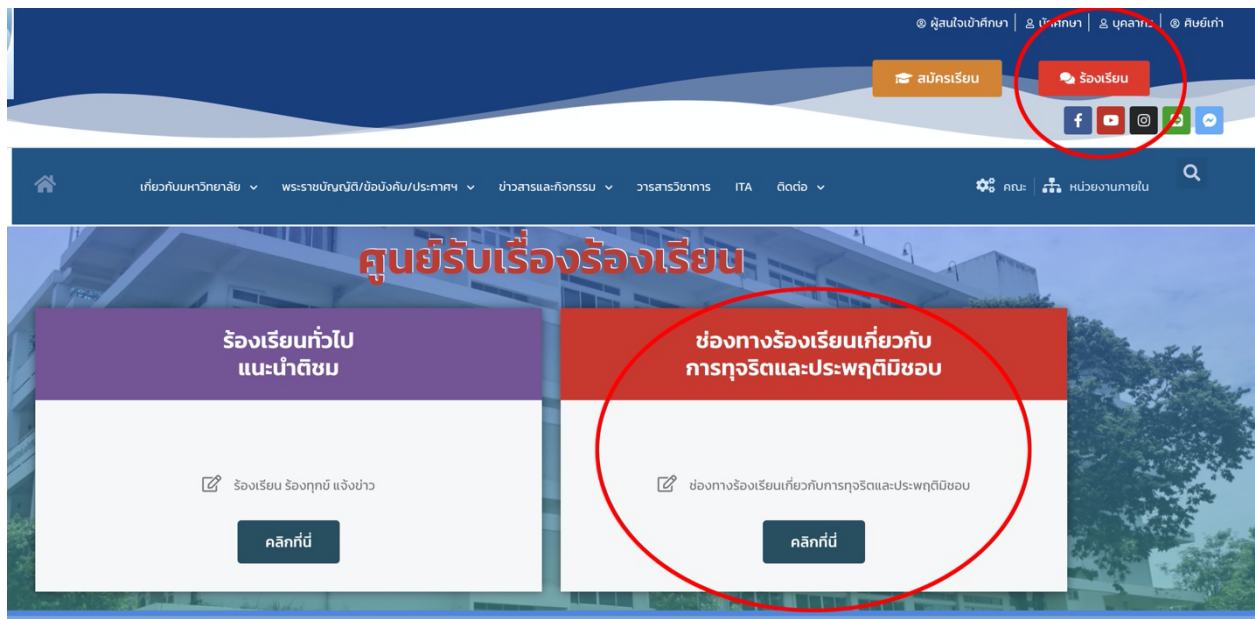 ผู้สนใจเข้าศึกษา นักศึกษา บุคลากร ศิษย์เก่า
สมัครเรียน ร้องเรียน
เกี่ยวกับมหาวิทยาลัย พระราชบัญญัติ/ข้อบังคับ/ประกาศฯ ข่าวสารและกิจกรรม วารสารวิชาการ ITA ติดต่อ คณะ หน่วยงานภายใน
ศูนย์รับเรื่องร้องเรียน
ร้องเรียนทั่วไป
แนะนำติชม
ร้องเรียน ร้องทุกข์ แจ้งข่าว
คลิกที่นี่
ช่องทางร้องเรียนเกี่ยวกับ
การทุจริตและประพฤติมิชอบ
ช่องทางร้องเรียนเกี่ยวกับการทุจริตและประพฤติมิชอบ
คลิกที่นี่